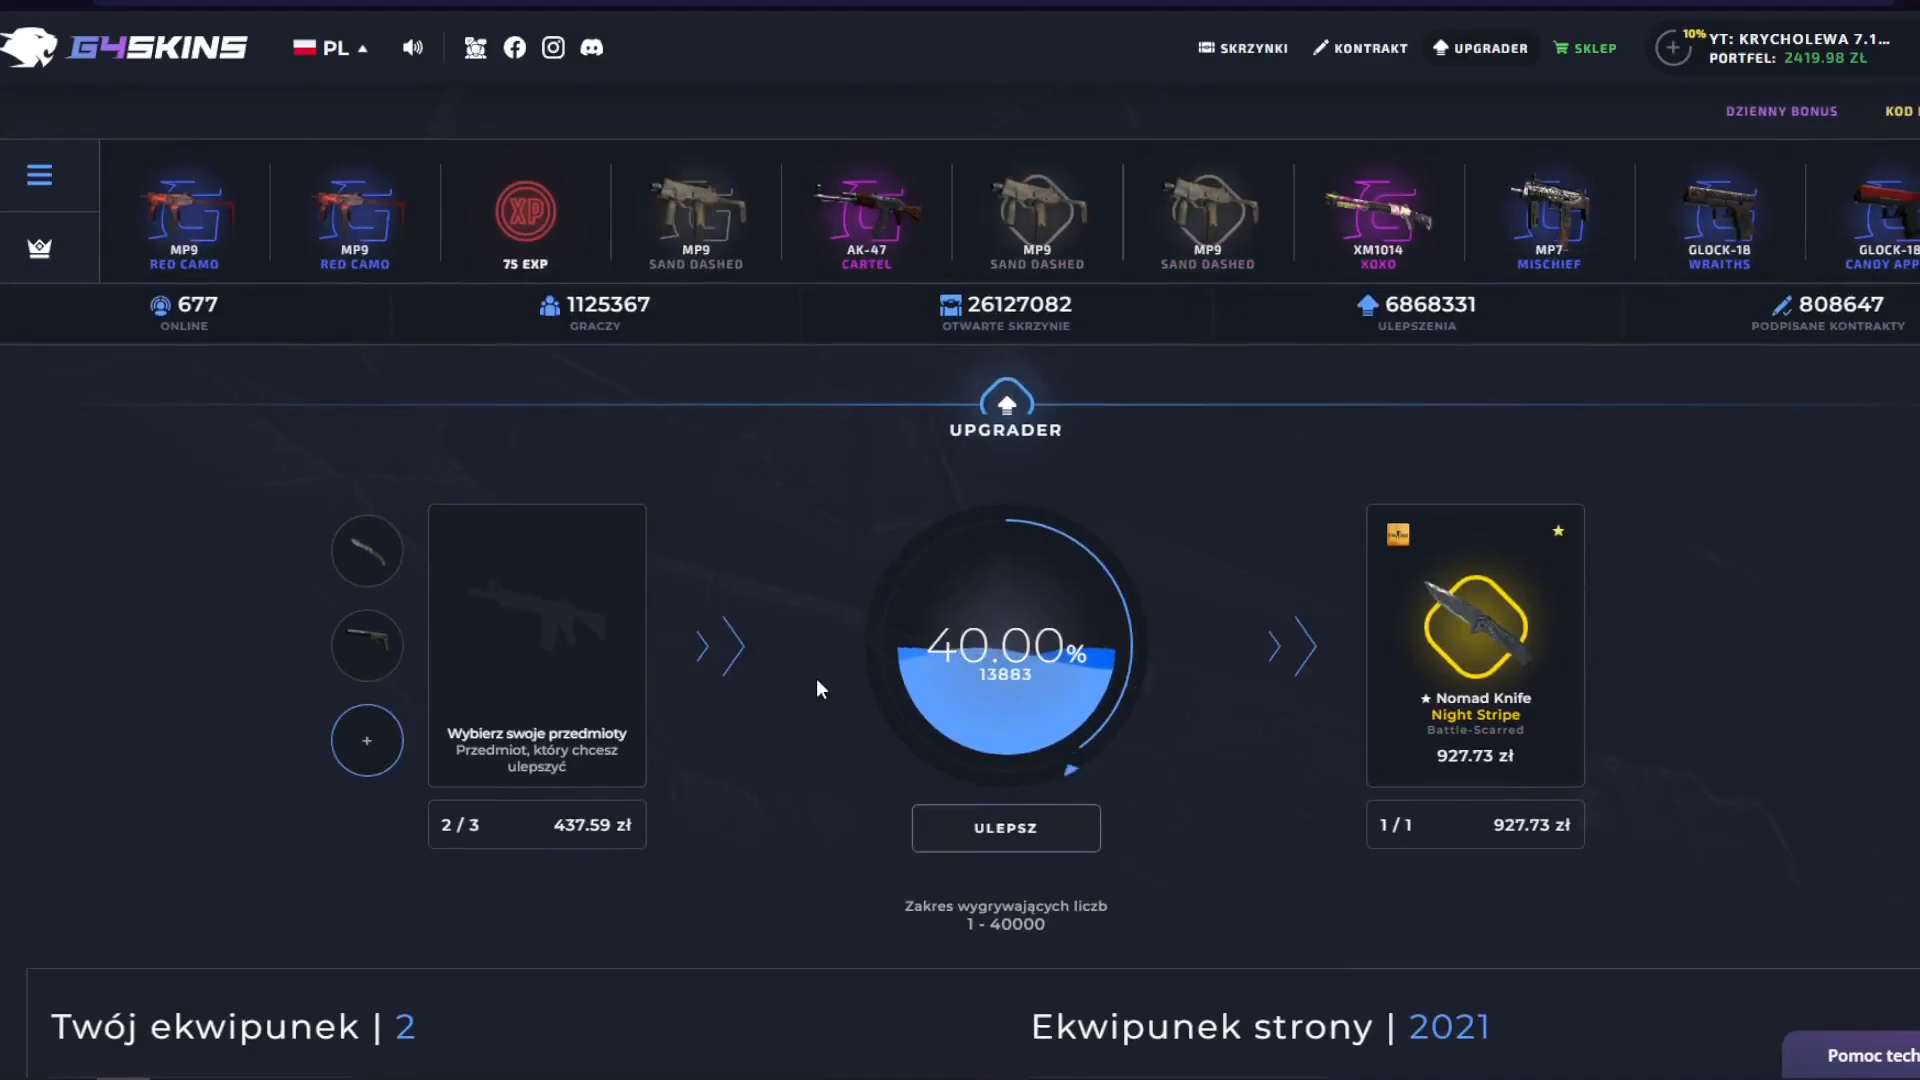 G4SKINS
PL
SKRZYNKI
KONTRAKT
UPGRADER
SKLEP
10%
YT: KRYCHOLEWA 7.1...
PORTFEL: 2419.98 ZŁ
DZIENNY BONUS
KOD
MP9
RED CAMO
MP9
RED CAMO
XP
75 EXP
MP9
SAND DASHED
AK-47
CARTEL
MP9
SAND DASHED
MP9
SAND DASHED
XM1014
XOXO
MP7
MISCHIEF
GLOCK-18
WRAITHS
GLOCK-18
CANDY APP
677
ONLINE
1125367
GRACZY
26127082
OTWARTE SKRZYNIE
6868331
ULEPSZENIA
808647
PODPISANE KONTRAKTY
UPGRADER
Wybierz swoje przedmioty
Przedmiot, który chcesz
ulepszyć
2 / 3 437.59 zł
40.00%
13883
ULEPSZ
Zakres wygrywających liczb
1 - 40000
★ Nomad Knife
Night Stripe
Battle-Scarred
927.73 zł
1 / 1 927.73 zł
Twój ekwipunek | 2
Ekwipunek strony | 2021
Pomoc tech